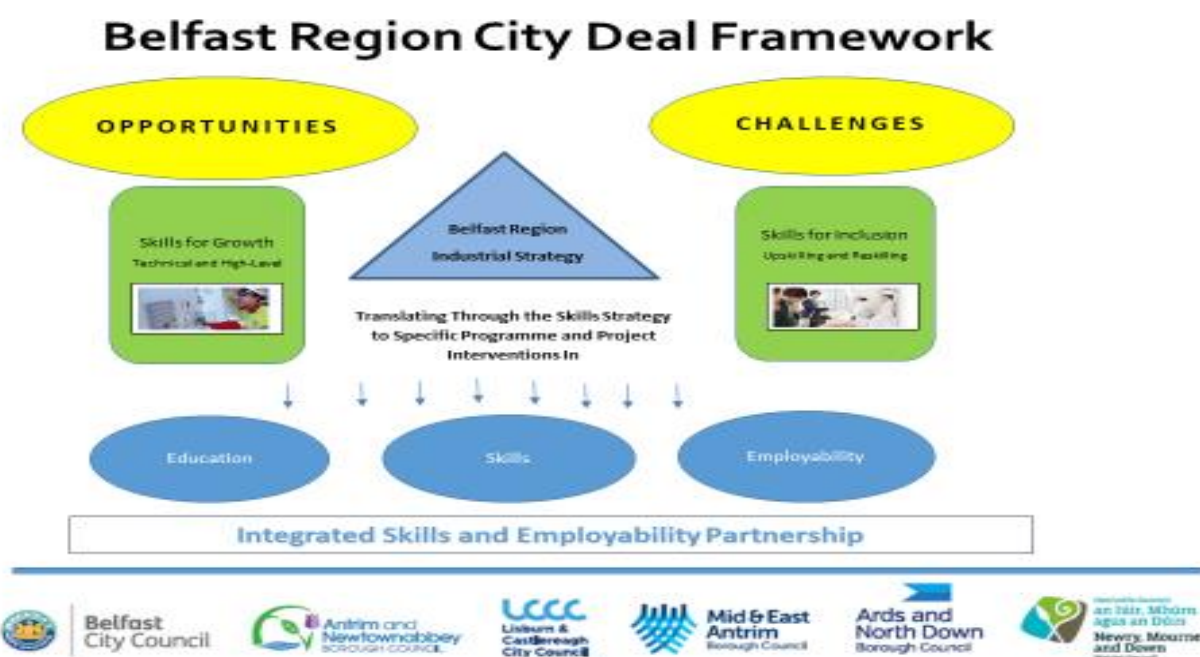 Belfast Region City Deal Framework
OPPORTUNITIES
CHALLENGES
Skills for Growth
Technical and High-Level
Belfast Region
Industrial Strategy
Skills for Inclusion
Upskilling and Reskilling
Translating Through the Skills Strategy
to Specific Programme and Project
Interventions In
Education
Skills
Employability
Integrated Skills and Employability Partnership
Belfast
City Council
Antrim and
Newtownabbey
BOROUGH COUNCIL
LCCC
Lisburn &
Castlereagh
City Council
Mid & East
Antrim
Borough Council
Ards and
North Down
Borough Council
an Iúir, Mhúrn
agus an Dúin
Newry, Mourne
and Down